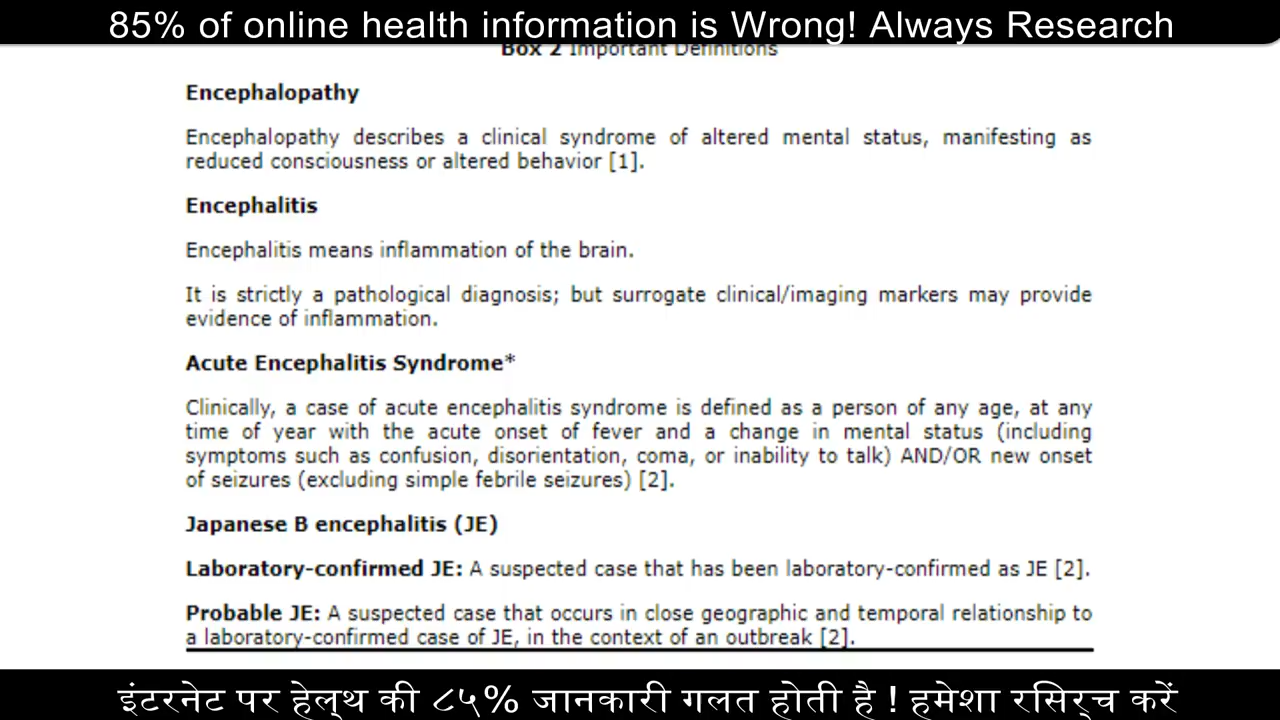 85% of online health information is Wrong! Always Research
Box 2 Important Definitions
Encephalopathy
Encephalopathy describes a clinical syndrome of altered mental status, manifesting as
reduced consciousness or altered behavior [1].
Encephalitis
Encephalitis means inflammation of the brain.
It is strictly a pathological diagnosis; but surrogate clinical/imaging markers may provide
evidence of inflammation.
Acute Encephalitis Syndrome*
Clinically, a case of acute encephalitis syndrome is defined as a person of any age, at any
time of year with the acute onset of fever and a change in mental status (including
symptoms such as confusion, disorientation, coma, or inability to talk) AND/OR new onset
of seizures (excluding simple febrile seizures) [2].
Japanese B encephalitis (JE)
Laboratory-confirmed JE: A suspected case that has been laboratory-confirmed as JE [2].
Probable JE: A suspected case that occurs in close geographic and temporal relationship to
a laboratory-confirmed case of JE, in the context of an outbreak [2].
इंटरनेट पर हेल्थ की ८५% जानकारी गलत होती है ! हमेशा रिसर्च करें